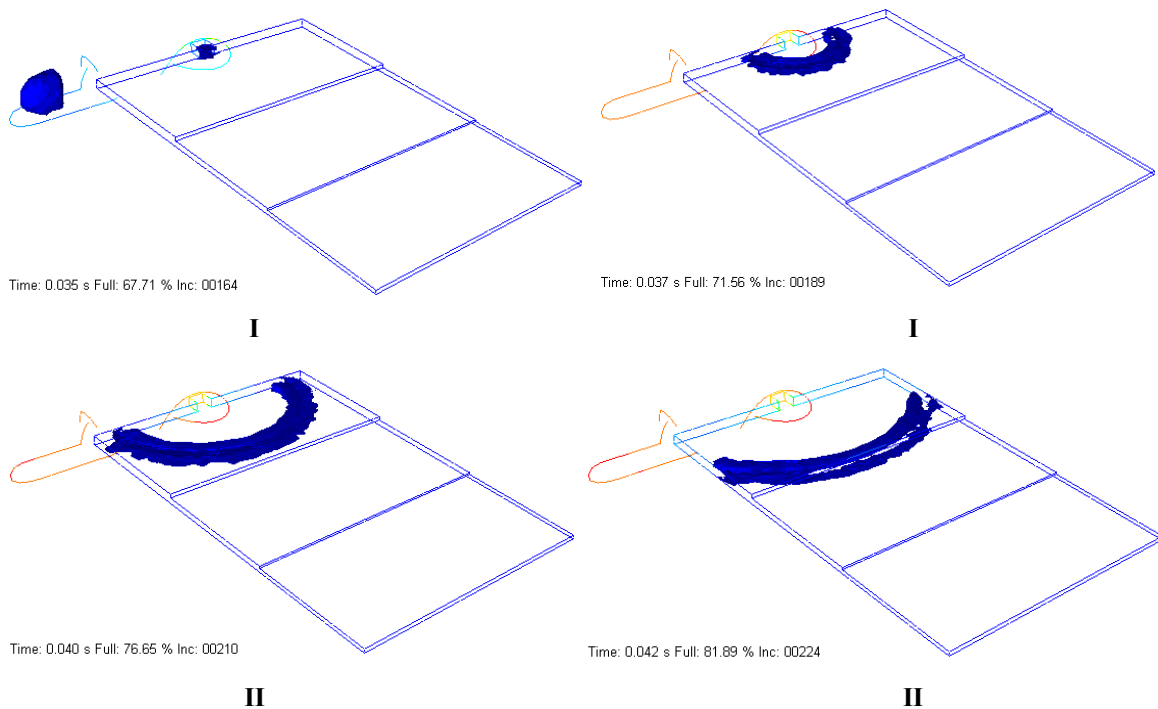 Time: 0.035 s Full: 67.71 % Inc: 00164
Time: 0.037 s Full: 71.56 % Inc: 00189
I
I
Time: 0.040 s Full: 76.65 % Inc: 00210
Time: 0.042 s Full: 81.89 % Inc: 00224
II
II